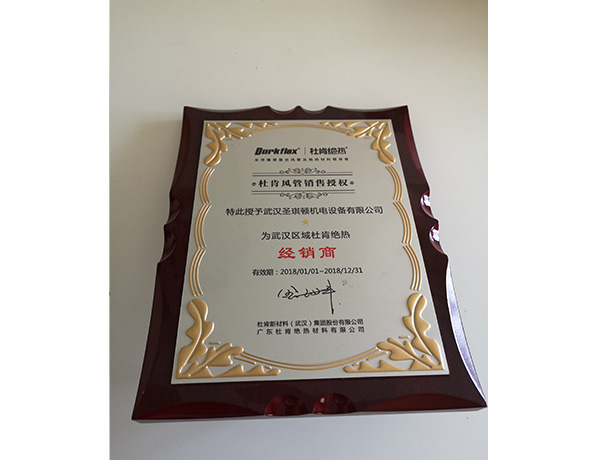 Durkflex® 杜肯绝热®
杜肯风管销售授权
特此授予武汉圣琪顿机电设备有限公司
为武汉区域杜肯绝热
经销商
有效期：2018/01/01~2018/12/31
杜肯新材料（武汉）集团股份有限公司
广东杜肯绝热材料有限公司